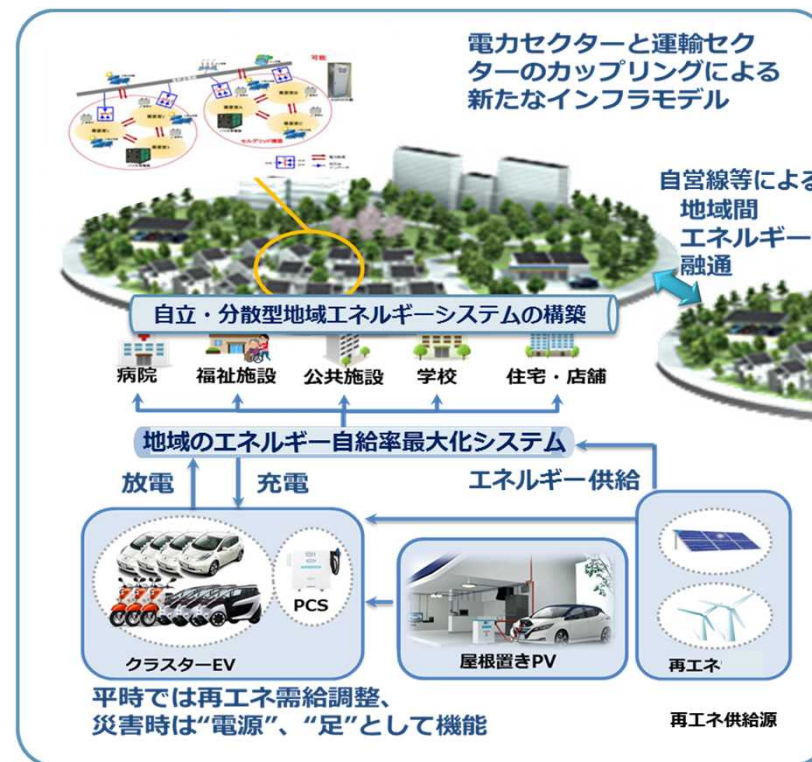 可能
電力セクターと運輸セク
ターのカップリングによる
新たなインフラモデル
自営線等による
地域間
エネルギー
融通
自立・分散型地域エネルギーシステムの構築
病院
福祉施設
公共施設
学校
住宅・店舗
地域のエネルギー自給率最大化システム
放電
充電
エネルギー供給
PCS
クラスターEV
屋根置きPV
再エネ
平時では再エネ需給調整、
災害時は“電源”、“足”として機能
再エネ供給源